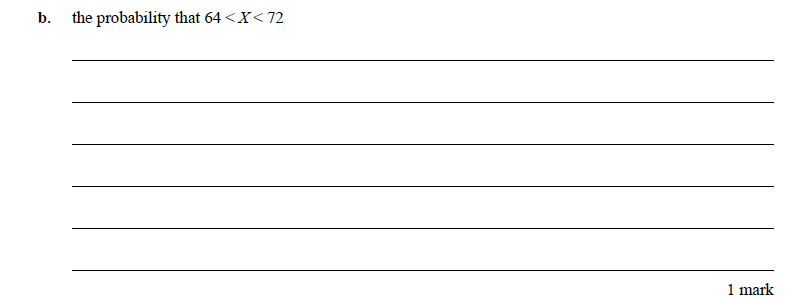 b. the probability that 64 < X < 72
1 mark